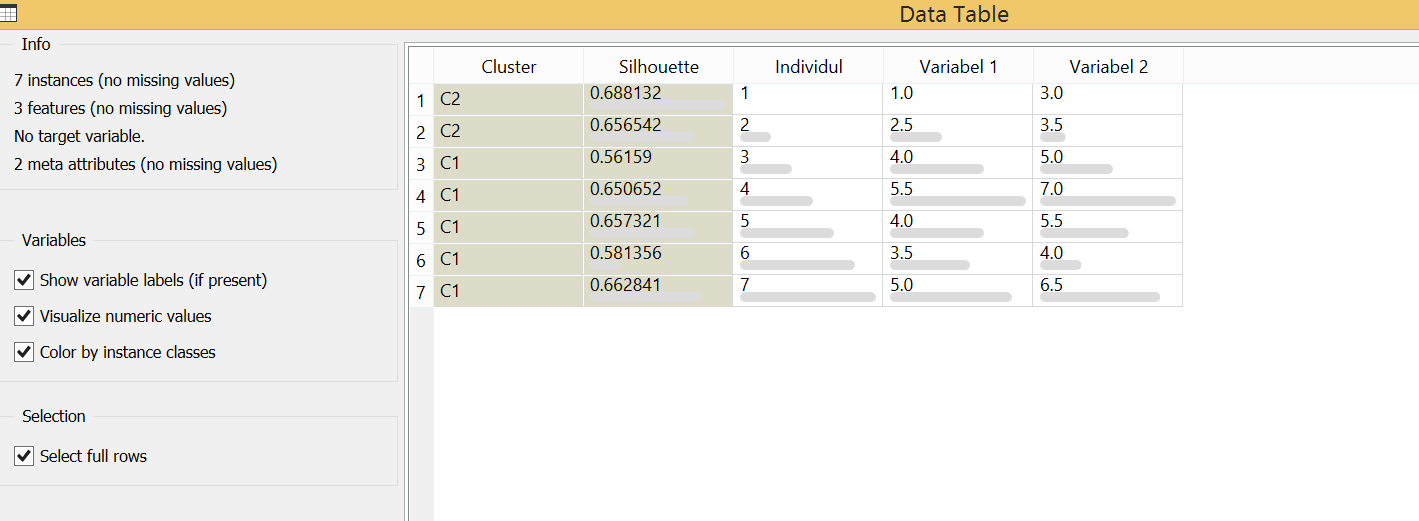 Data Table
Info
7 instances (no missing values)
3 features (no missing values)
No target variable.
2 meta attributes (no missing values)
Variables
Show variable labels (if present)
Visualize numeric values
Color by instance classes
Selection
Select full rows
Cluster Silhouette Individul Variabel 1 Variabel 2
1 C2 0.688132 1 1.0 3.0
2 C2 0.656542 2 2.5 3.5
3 C1 0.56159 3 4.0 5.0
4 C1 0.650652 4 5.5 7.0
5 C1 0.657321 5 4.0 5.5
6 C1 0.581356 6 3.5 4.0
7 C1 0.662841 7 5.0 6.5